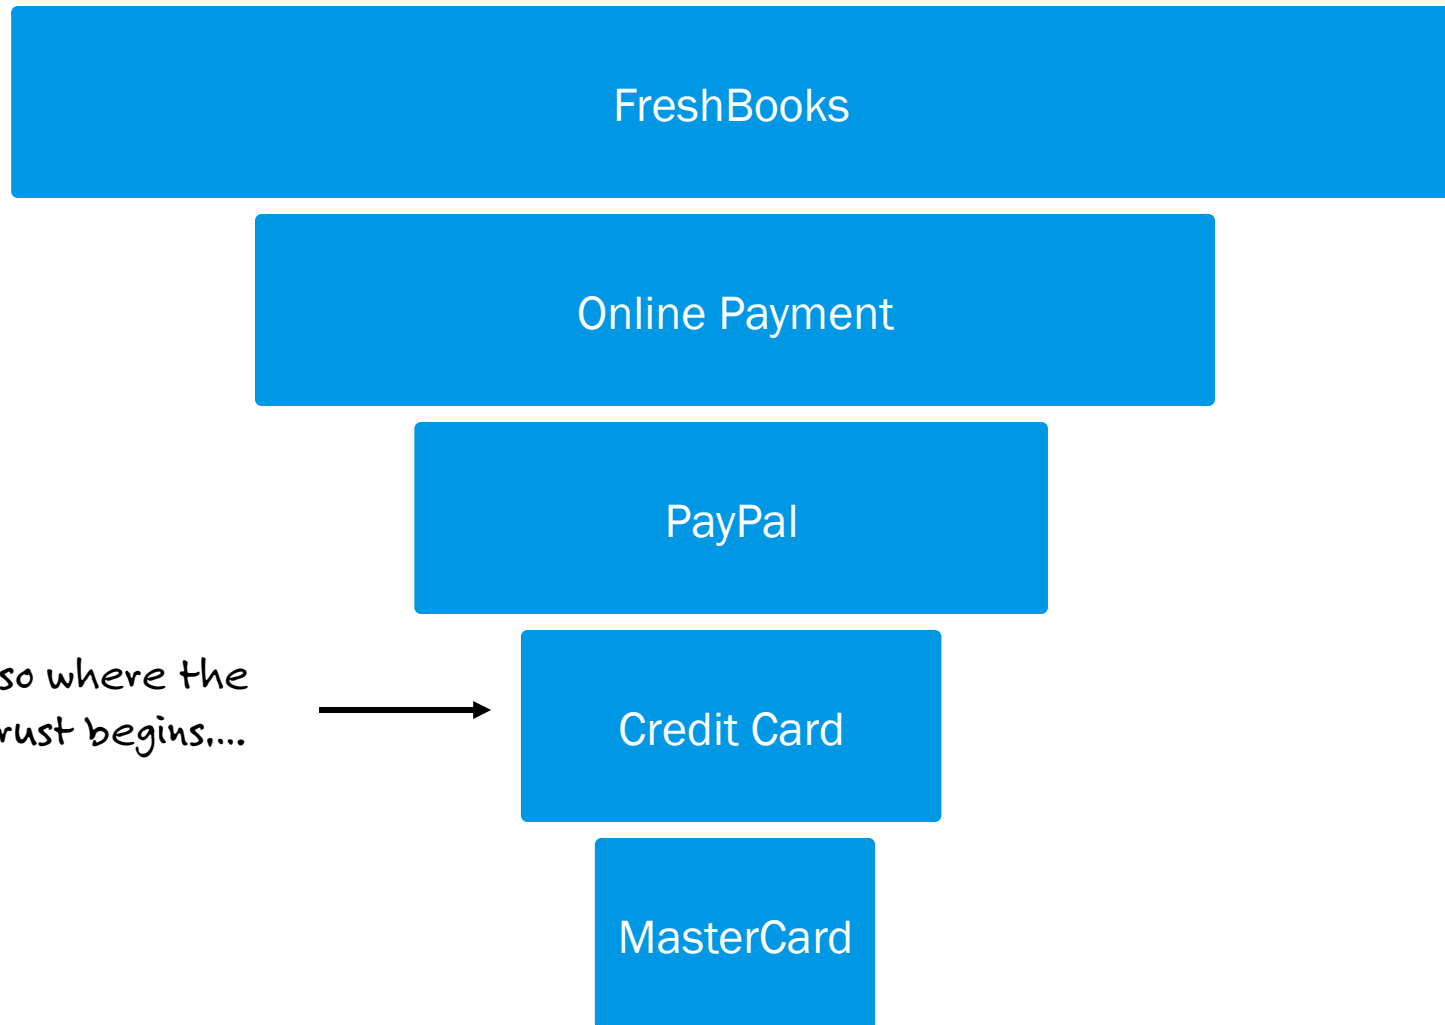 FreshBooks
Online Payment
PayPal
so where the
rust begins....
Credit Card
MasterCard